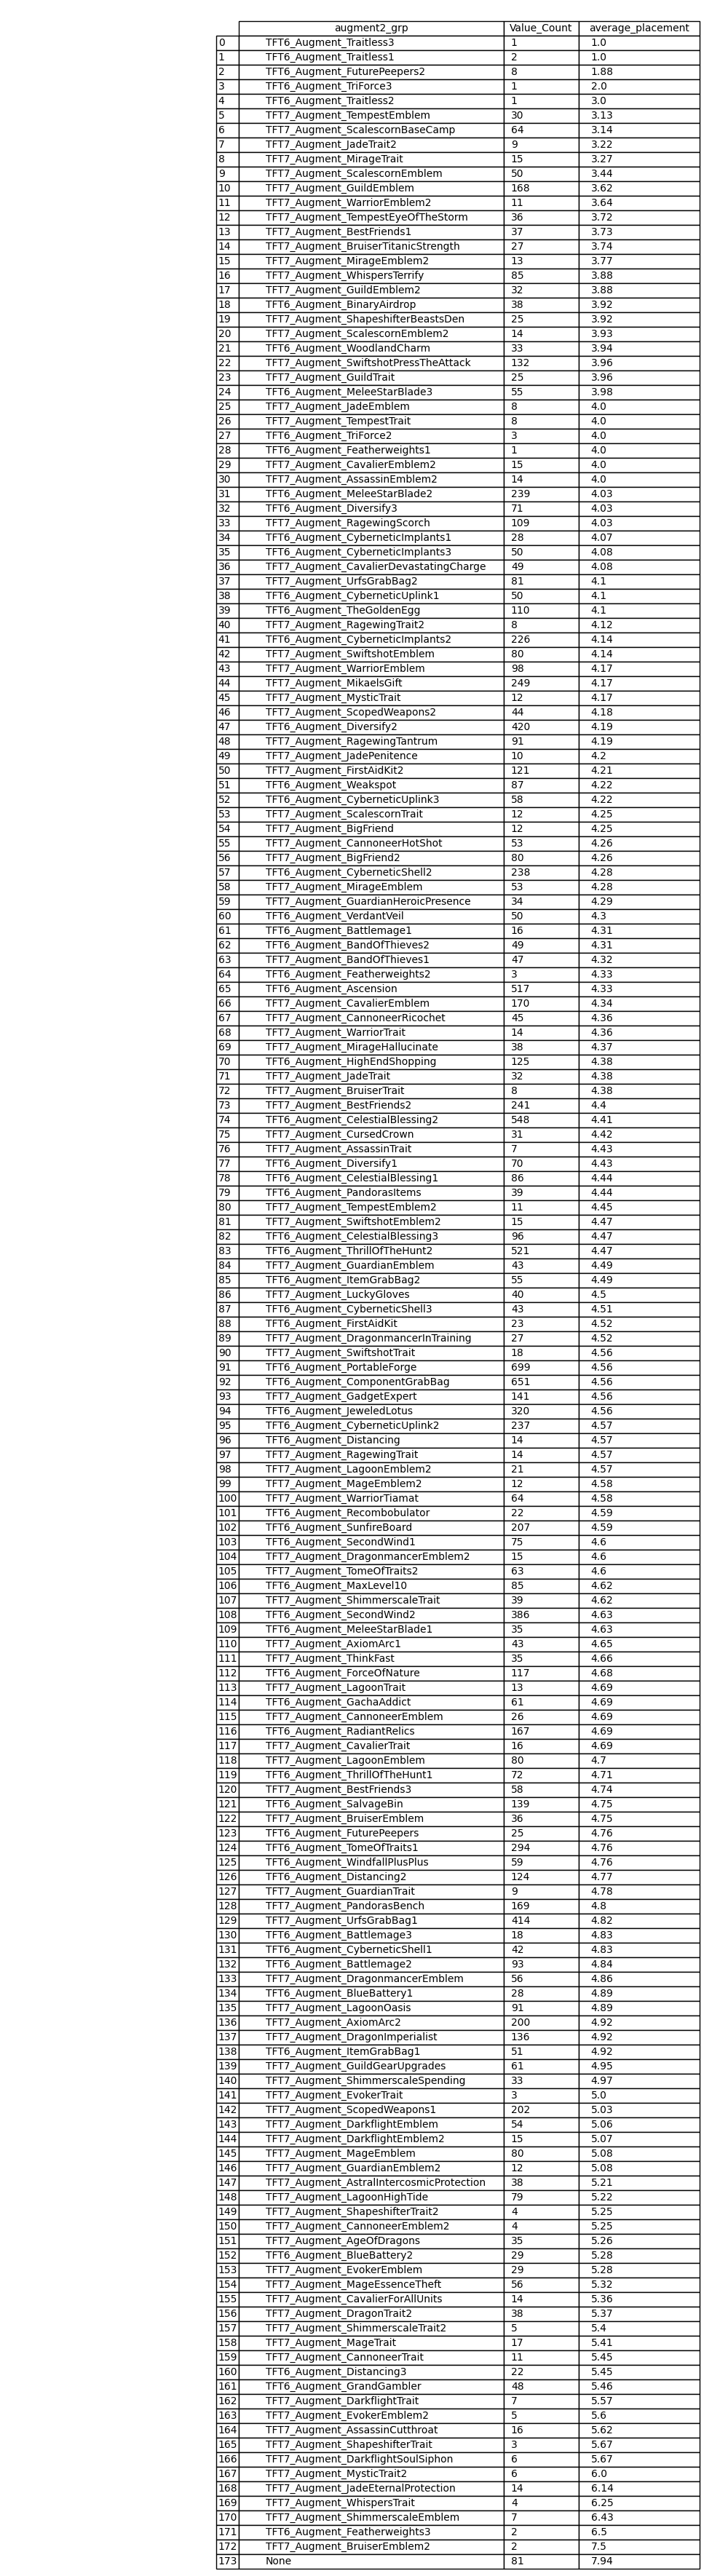 augment2_grp Value_Count average_placement
0 TFT6_Augment_Traitless3 1 1.0
1 TFT6_Augment_Traitless1 2 1.0
2 TFT6_Augment_FuturePeepers2 8 1.88
3 TFT6_Augment_TriForce3 1 2.0
4 TFT6_Augment_Traitless2 1 3.0
5 TFT7_Augment_TempestEmblem 30 3.13
6 TFT7_Augment_ScalescornBaseCamp 64 3.14
7 TFT7_Augment_JadeTrait2 9 3.22
8 TFT7_Augment_MirageTrait 15 3.27
9 TFT7_Augment_ScalescornEmblem 50 3.44
10 TFT7_Augment_GuildEmblem 168 3.62
11 TFT7_Augment_WarriorEmblem2 11 3.64
12 TFT7_Augment_TempestEyeOfTheStorm 36 3.72
13 TFT7_Augment_BestFriends1 37 3.73
14 TFT7_Augment_BruiserTitanicStrength 27 3.74
15 TFT7_Augment_MirageEmblem2 13 3.77
16 TFT7_Augment_WhispersTerrify 85 3.88
17 TFT7_Augment_GuildEmblem2 32 3.88
18 TFT6_Augment_BinaryAirdrop 38 3.92
19 TFT7_Augment_ShapeshifterBeastsDen 25 3.92
20 TFT7_Augment_ScalescornEmblem2 14 3.93
21 TFT6_Augment_WoodlandCharm 33 3.94
22 TFT7_Augment_SwiftshotPressTheAttack 132 3.96
23 TFT7_Augment_GuildTrait 25 3.96
24 TFT6_Augment_MeleeStarBlade3 55 3.98
25 TFT7_Augment_JadeEmblem 8 4.0
26 TFT7_Augment_TempestTrait 8 4.0
27 TFT6_Augment_TriForce2 3 4.0
28 TFT6_Augment_Featherweights1 1 4.0
29 TFT7_Augment_CavalierEmblem2 15 4.0
30 TFT7_Augment_AssassinEmblem2 14 4.0
31 TFT6_Augment_MeleeStarBlade2 239 4.03
32 TFT6_Augment_Diversify3 71 4.03
33 TFT7_Augment_RagewingScorch 109 4.03
34 TFT6_Augment_CyberneticImplants1 28 4.07
35 TFT6_Augment_CyberneticImplants3 50 4.08
36 TFT7_Augment_CavalierDevastatingCharge 49 4.08
37 TFT7_Augment_UrfsGrabBag2 81 4.1
38 TFT6_Augment_CyberneticUplink1 50 4.1
39 TFT6_Augment_TheGoldenEgg 110 4.1
40 TFT7_Augment_RagewingTrait2 8 4.12
41 TFT6_Augment_CyberneticImplants2 226 4.14
42 TFT7_Augment_SwiftshotEmblem 80 4.14
43 TFT7_Augment_WarriorEmblem 98 4.17
44 TFT7_Augment_MikaelsGift 249 4.17
45 TFT7_Augment_MysticTrait 12 4.17
46 TFT7_Augment_ScopedWeapons2 44 4.18
47 TFT6_Augment_Diversify2 420 4.19
48 TFT7_Augment_RagewingTantrum 91 4.19
49 TFT7_Augment_JadePenitence 10 4.2
50 TFT7_Augment_FirstAidKit2 121 4.21
51 TFT6_Augment_Weakspot 87 4.22
52 TFT6_Augment_CyberneticUplink3 58 4.22
53 TFT7_Augment_ScalescornTrait 12 4.25
54 TFT7_Augment_BigFriend 12 4.25
55 TFT7_Augment_CannoneerHotShot 53 4.26
56 TFT7_Augment_BigFriend2 80 4.26
57 TFT6_Augment_CyberneticShell2 238 4.28
58 TFT7_Augment_MirageEmblem 53 4.28
59 TFT7_Augment_GuardianHeroicPresence 34 4.29
60 TFT6_Augment_VerdantVeil 50 4.3
61 TFT6_Augment_Battlemage1 16 4.31
62 TFT6_Augment_BandOfThieves2 49 4.31
63 TFT7_Augment_BandOfThieves1 47 4.32
64 TFT6_Augment_Featherweights2 3 4.33
65 TFT6_Augment_Ascension 517 4.33
66 TFT7_Augment_CavalierEmblem 170 4.34
67 TFT7_Augment_CannoneerRicochet 45 4.36
68 TFT7_Augment_WarriorTrait 14 4.36
69 TFT7_Augment_MirageHallucinate 38 4.37
70 TFT6_Augment_HighEndShopping 125 4.38
71 TFT7_Augment_JadeTrait 32 4.38
72 TFT7_Augment_BruiserTrait 8 4.38
73 TFT7_Augment_BestFriends2 241 4.4
74 TFT6_Augment_CelestialBlessing2 548 4.41
75 TFT7_Augment_CursedCrown 31 4.42
76 TFT7_Augment_AssassinTrait 7 4.43
77 TFT6_Augment_Diversify1 70 4.43
78 TFT6_Augment_CelestialBlessing1 86 4.44
79 TFT6_Augment_PandorasItems 39 4.44
80 TFT7_Augment_TempestEmblem2 11 4.45
81 TFT7_Augment_SwiftshotEmblem2 15 4.47
82 TFT6_Augment_CelestialBlessing3 96 4.47
83 TFT6_Augment_ThrillOfTheHunt2 521 4.47
84 TFT7_Augment_GuardianEmblem 43 4.49
85 TFT6_Augment_ItemGrabBag2 55 4.49
86 TFT7_Augment_LuckyGloves 40 4.5
87 TFT6_Augment_CyberneticShell3 43 4.51
88 TFT6_Augment_FirstAidKit 23 4.52
89 TFT7_Augment_DragonmancerInTraining 27 4.52
90 TFT7_Augment_SwiftshotTrait 18 4.56
91 TFT6_Augment_PortableForge 699 4.56
92 TFT6_Augment_ComponentGrabBag 651 4.56
93 TFT7_Augment_GadgetExpert 141 4.56
94 TFT6_Augment_JeweledLotus 320 4.56
95 TFT6_Augment_CyberneticUplink2 237 4.57
96 TFT6_Augment_Distancing 14 4.57
97 TFT7_Augment_RagewingTrait 14 4.57
98 TFT7_Augment_LagoonEmblem2 21 4.57
99 TFT7_Augment_MageEmblem2 12 4.58
100 TFT7_Augment_WarriorTiamat 64 4.58
101 TFT6_Augment_Recombobulator 22 4.59
102 TFT6_Augment_SunfireBoard 207 4.59
103 TFT6_Augment_SecondWind1 75 4.6
104 TFT7_Augment_DragonmancerEmblem2 15 4.6
105 TFT7_Augment_TomeOfTraits2 63 4.6
106 TFT6_Augment_MaxLevel10 85 4.62
107 TFT7_Augment_ShimmerscaleTrait 39 4.62
108 TFT6_Augment_SecondWind2 386 4.63
109 TFT6_Augment_MeleeStarBlade1 35 4.63
110 TFT7_Augment_AxiomArc1 43 4.65
111 TFT7_Augment_ThinkFast 35 4.66
112 TFT6_Augment_ForceOfNature 117 4.68
113 TFT7_Augment_LagoonTrait 13 4.69
114 TFT6_Augment_GachaAddict 61 4.69
115 TFT7_Augment_CannoneerEmblem 26 4.69
116 TFT6_Augment_RadiantRelics 167 4.69
117 TFT7_Augment_CavalierTrait 16 4.69
118 TFT7_Augment_LagoonEmblem 80 4.7
119 TFT6_Augment_ThrillOfTheHunt1 72 4.71
120 TFT7_Augment_BestFriends3 58 4.74
121 TFT6_Augment_SalvageBin 139 4.75
122 TFT7_Augment_BruiserEmblem 36 4.75
123 TFT6_Augment_FuturePeepers 25 4.76
124 TFT6_Augment_TomeOfTraits1 294 4.76
125 TFT6_Augment_WindfallPlusPlus 59 4.76
126 TFT6_Augment_Distancing2 124 4.77
127 TFT7_Augment_GuardianTrait 9 4.78
128 TFT7_Augment_PandorasBench 169 4.8
129 TFT7_Augment_UrfsGrabBag1 414 4.82
130 TFT6_Augment_Battlemage3 18 4.83
131 TFT6_Augment_CyberneticShell1 42 4.83
132 TFT6_Augment_Battlemage2 93 4.84
133 TFT7_Augment_DragonmancerEmblem 56 4.86
134 TFT6_Augment_BlueBattery1 28 4.89
135 TFT7_Augment_LagoonOasis 91 4.89
136 TFT7_Augment_AxiomArc2 200 4.92
137 TFT7_Augment_DragonImperialist 136 4.92
138 TFT6_Augment_ItemGrabBag1 51 4.92
139 TFT7_Augment_GuildGearUpgrades 61 4.95
140 TFT7_Augment_ShimmerscaleSpending 33 4.97
141 TFT7_Augment_EvokerTrait 3 5.0
142 TFT7_Augment_ScopedWeapons1 202 5.03
143 TFT7_Augment_DarkflightEmblem 54 5.06
144 TFT7_Augment_DarkflightEmblem2 15 5.07
145 TFT7_Augment_MageEmblem 80 5.08
146 TFT7_Augment_GuardianEmblem2 12 5.08
147 TFT7_Augment_AstralIntercosmicProtection 38 5.21
148 TFT7_Augment_LagoonHighTide 79 5.22
149 TFT7_Augment_ShapeshifterTrait2 4 5.25
150 TFT7_Augment_CannoneerEmblem2 4 5.25
151 TFT7_Augment_AgeOfDragons 35 5.26
152 TFT6_Augment_BlueBattery2 29 5.28
153 TFT7_Augment_EvokerEmblem 29 5.28
154 TFT7_Augment_MageEssenceTheft 56 5.32
155 TFT7_Augment_CavalierForAllUnits 14 5.36
156 TFT7_Augment_DragonTrait2 38 5.37
157 TFT7_Augment_ShimmerscaleTrait2 5 5.4
158 TFT7_Augment_MageTrait 17 5.41
159 TFT7_Augment_CannoneerTrait 11 5.45
160 TFT6_Augment_Distancing3 22 5.45
161 TFT6_Augment_GrandGambler 48 5.46
162 TFT7_Augment_DarkflightTrait 7 5.57
163 TFT7_Augment_EvokerEmblem2 5 5.6
164 TFT7_Augment_AssassinCutthroat 16 5.62
165 TFT7_Augment_ShapeshifterTrait 3 5.67
166 TFT7_Augment_DarkflightSoulSiphon 6 5.67
167 TFT7_Augment_MysticTrait2 6 6.0
168 TFT7_Augment_JadeEternalProtection 14 6.14
169 TFT7_Augment_WhispersTrait 4 6.25
170 TFT7_Augment_ShimmerscaleEmblem 7 6.43
171 TFT6_Augment_Featherweights3 2 6.5
172 TFT7_Augment_BruiserEmblem2 2 7.5
173 None 81 7.94